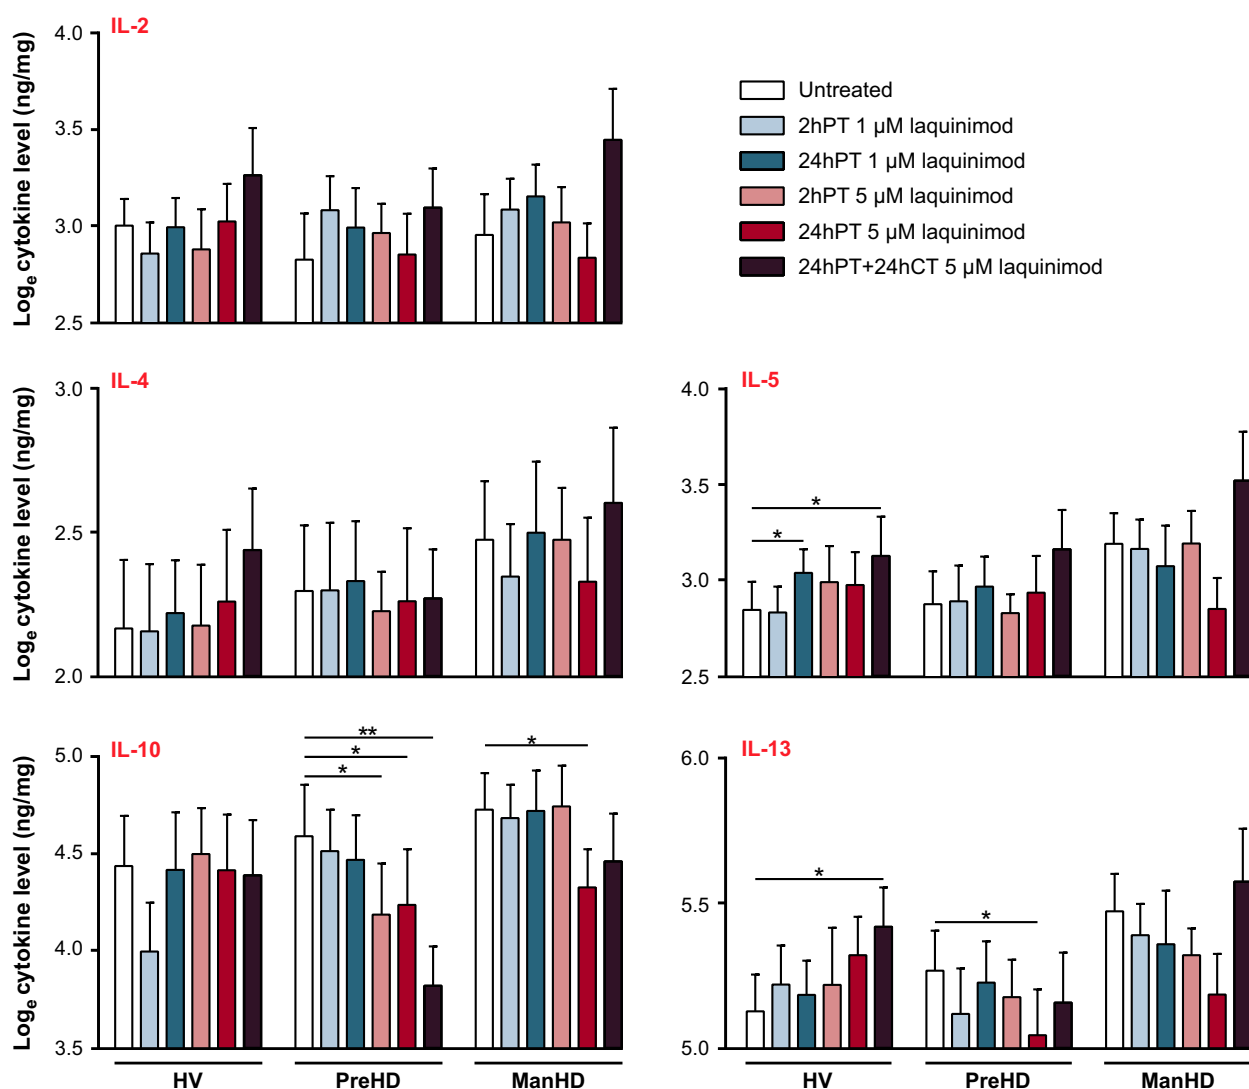 IL-2
Log_e cytokine level (ng/mg)
4.0
3.5
3.0
2.5
Untreated
2hPT 1 µM laquinimod
24hPT 1 µM laquinimod
2hPT 5 µM laquinimod
24hPT 5 µM laquinimod
24hPT+24hCT 5 µM laquinimod
IL-4
Log_e cytokine level (ng/mg)
3.0
2.5
2.0
IL-5
4.0
3.5
3.0
2.5
*
*
IL-10
Log_e cytokine level (ng/mg)
5.0
4.5
4.0
3.5
**
*
*
*
HV PreHD ManHD
IL-13
6.0
5.5
5.0
*
*
HV PreHD ManHD